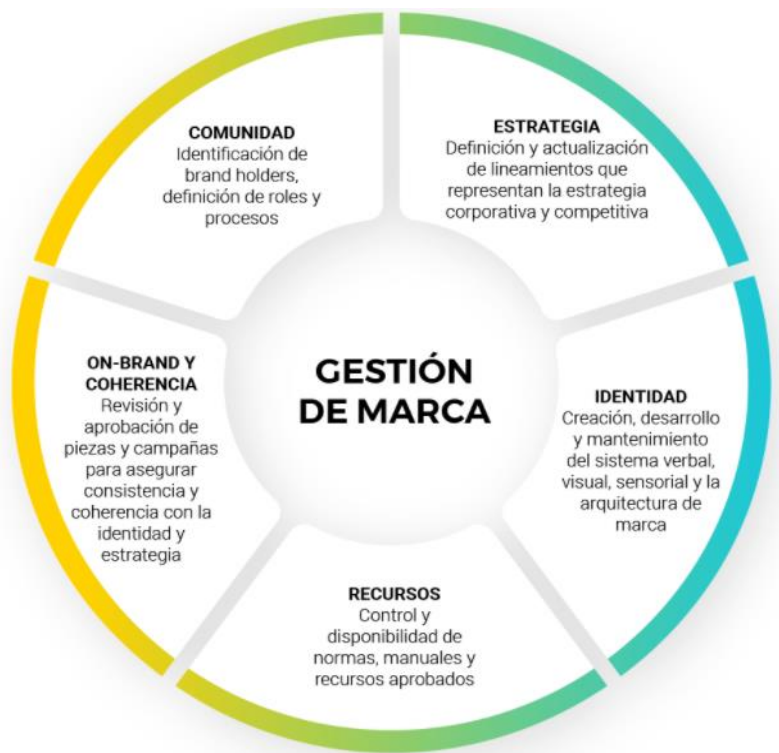 COMUNIDAD
Identificación de
brand holders,
definición de roles y
procesos
ESTRATEGIA
Definición y actualización
de lineamientos que
representan la estrategia
corporativa y competitiva
ON-BRAND Y
COHERENCIA
Revisión y
aprobación de
piezas y campañas
para asegurar
consistencia y
coherencia con la
identidad y
estrategia
GESTIÓN
DE MARCA
IDENTIDAD
Creación, desarrollo
y mantenimiento
del sistema verbal,
visual, sensorial y la
arquitectura de
marca
RECURSOS
Control y
disponibilidad de
normas, manuales y
recursos aprobados